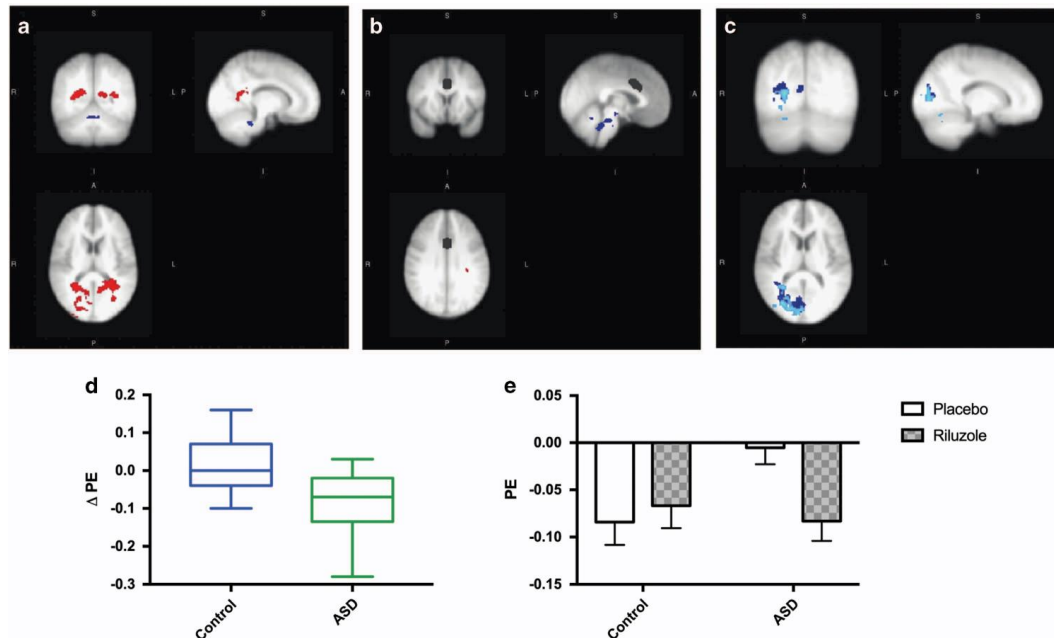 a
S
S
R
L
P
A
I
I
A
R
L
P
b
S
S
R
L
P
A
I
I
A
R
L
P
c
S
S
R
L
P
A
I
I
A
R
L
P
d
0.2
0.1
0.0
-0.1
-0.2
-0.3
Δ PE
Control
ASD
e
0.05
0.00
-0.05
-0.10
-0.15
PE
Control
ASD
Placebo
Riluzole